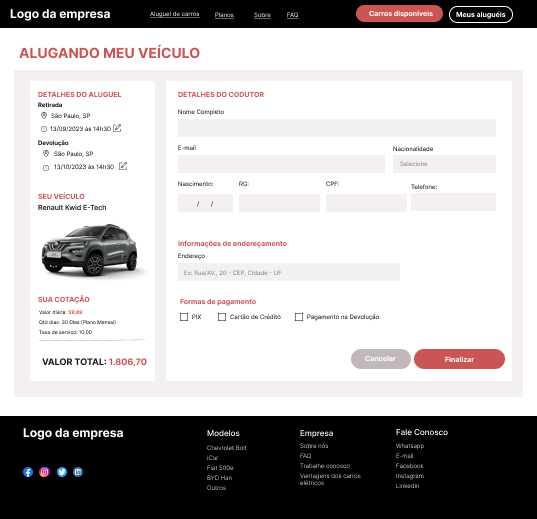 Logo da empresa
Aluguel de carros
Planos
Sobre
FAQ
Carros disponíveis
Meus aluguéis
ALUGANDO MEU VEÍCULO
DETALHES DO ALUGUEL
Retirada
São Paulo, SP
13/09/2023 às 14h30
Devolução
São Paulo, SP
13/10/2023 às 14h30
SEU VEÍCULO
Renault Kwid E-Tech
SUA COTAÇÃO
Valor diária: 59,89
Qtd dias: 30 Dias (Plano Mensal)
Taxa de serviço: 10,00
VALOR TOTAL: 1.806,70
DETALHES DO CODUTOR
Nome Completo
E-mail
Nacionalidade
Selecione
Nascimento:
RG:
CPF:
Telefone:
/ /
Informações de endereçamento
Endereço
Ex: Rua/AV., 20 - CEP, Cidade - UF
Formas de pagamento
PIX
Cartão de Crédito
Pagamento na Devolução
Cancelar
Finalizar
Logo da empresa
Modelos
Chevrolet Bolt
iCar
Fiat 500e
BYD Han
Outros
Empresa
Sobre nós
FAQ
Trabalhe conosco
Vantagens dos carros
elétricos
Fale Conosco
Whatsapp
E-mail
Facebook
Instagram
LinkedIn